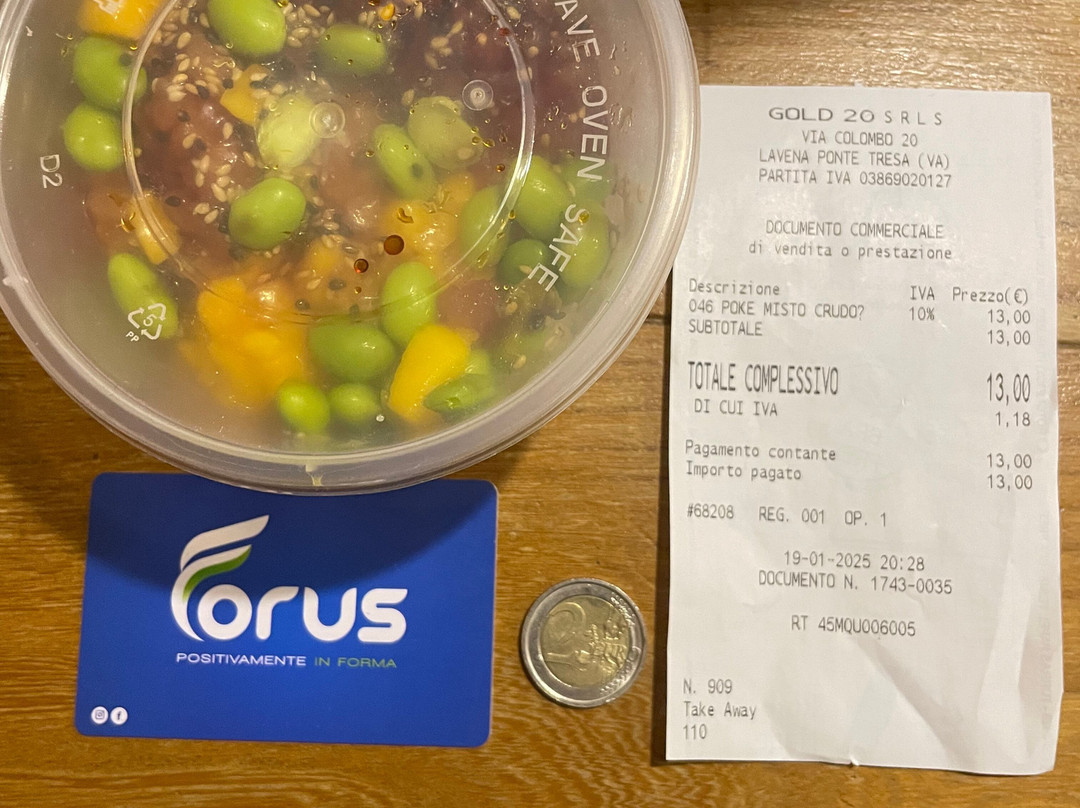 AVE OVEN SAFE
D2
5
PP
FORUS
POSITIVAMENTE IN FORMA
2
GOLD 20 S R L S
VIA COLOMBO 20
LAVENA PONTE TRESA (VA)
PARTITA IVA 03869020127
DOCUMENTO COMMERCIALE
di vendita o prestazione
Descrizione IVA Prezzo(€)
046 POKE MISTO CRUDO? 10% 13,00
SUBTOTALE 13,00
TOTALE COMPLESSIVO 13,00
DI CUI IVA 1,18
Pagamento contante 13,00
Importo pagato 13,00
#68208 REG. 001 OP. 1
19-01-2025 20:28
DOCUMENTO N. 1743-0035
RT 45MQU006005
N. 909
Take Away
110